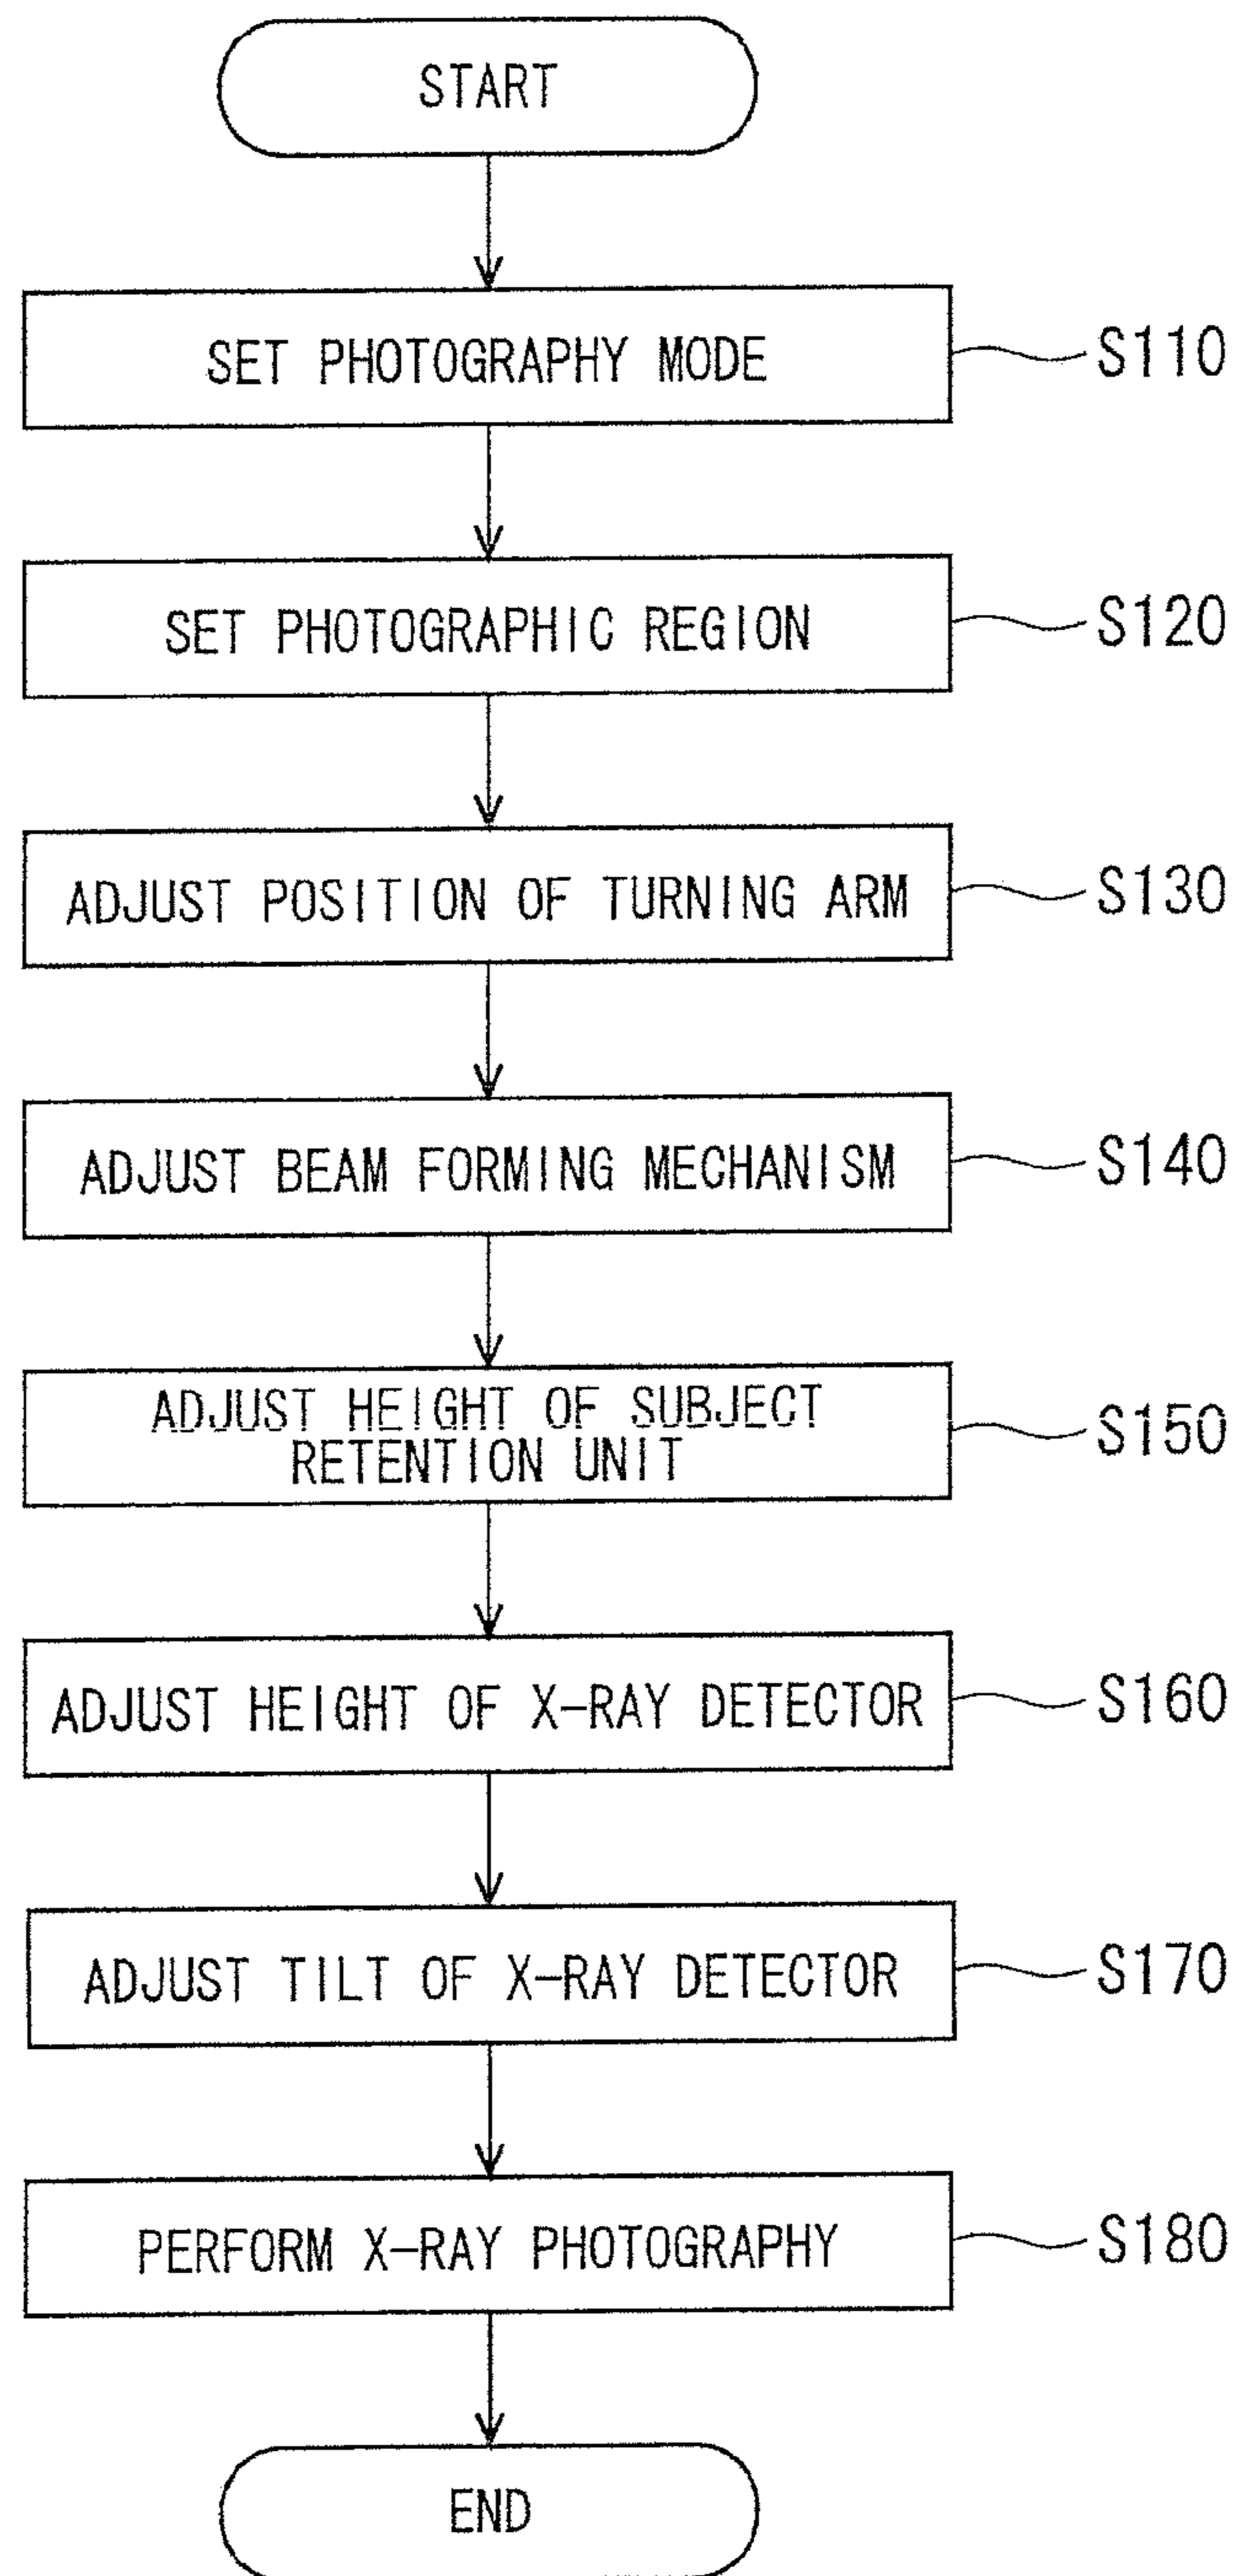 START
SET PHOTOGRAPHY MODE
S110
SET PHOTOGRAPHIC REGION
S120
ADJUST POSITION OF TURNING ARM
S130
ADJUST BEAM FORMING MECHANISM
S140
ADJUST HEIGHT OF SUBJECT
RETENTION UNIT
S150
ADJUST HEIGHT OF X-RAY DETECTOR
S160
ADJUST TILT OF X-RAY DETECTOR
S170
PERFORM X-RAY PHOTOGRAPHY
S180
END